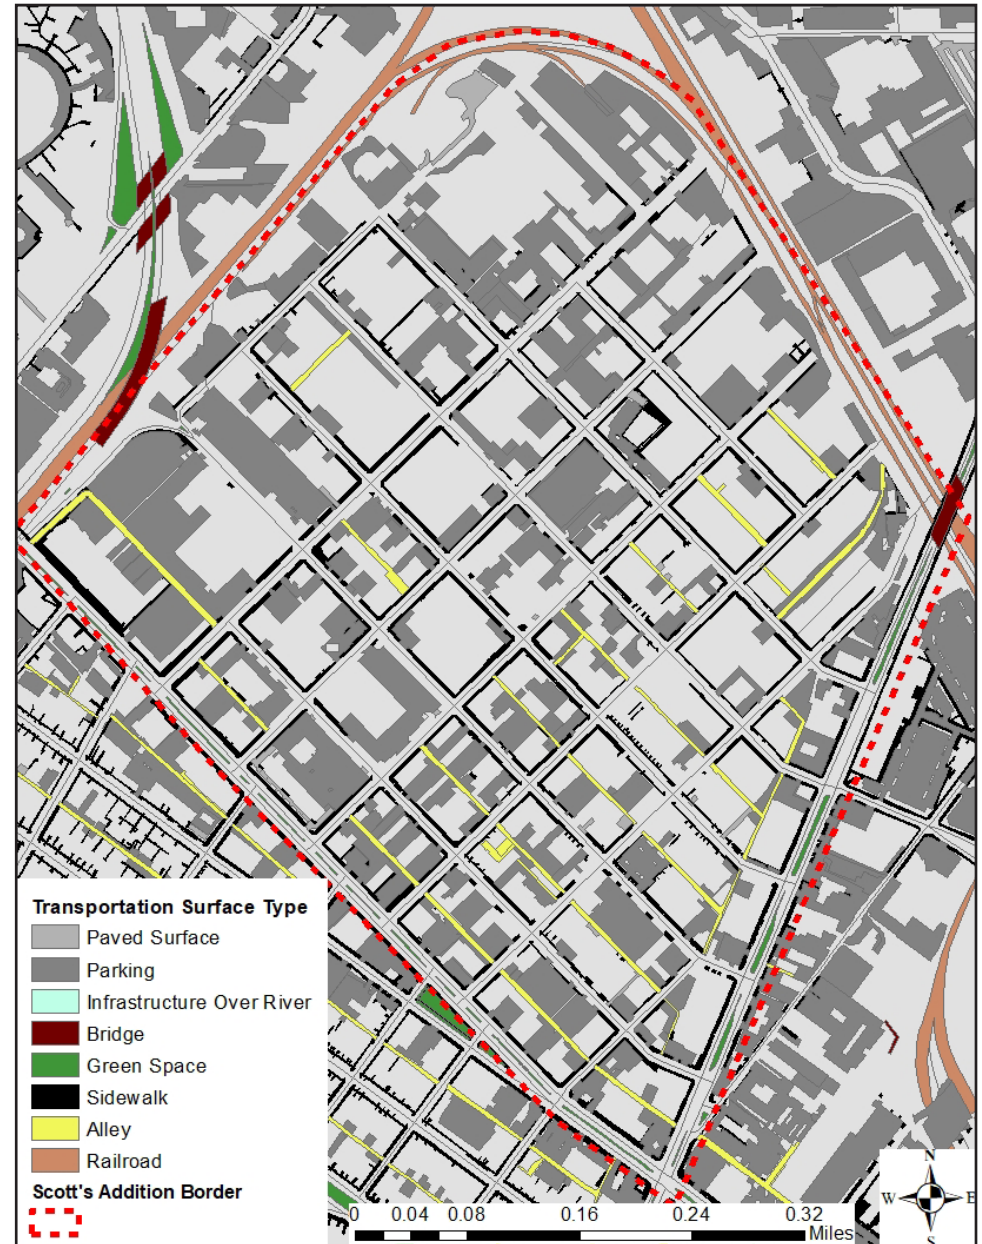 Transportation Surface Type
Paved Surface
Parking
Infrastructure Over River
Bridge
Green Space
Sidewalk
Alley
Railroad
Scott's Addition Border
0 0.04 0.08 0.16 0.24 0.32
Miles
N
W E
S